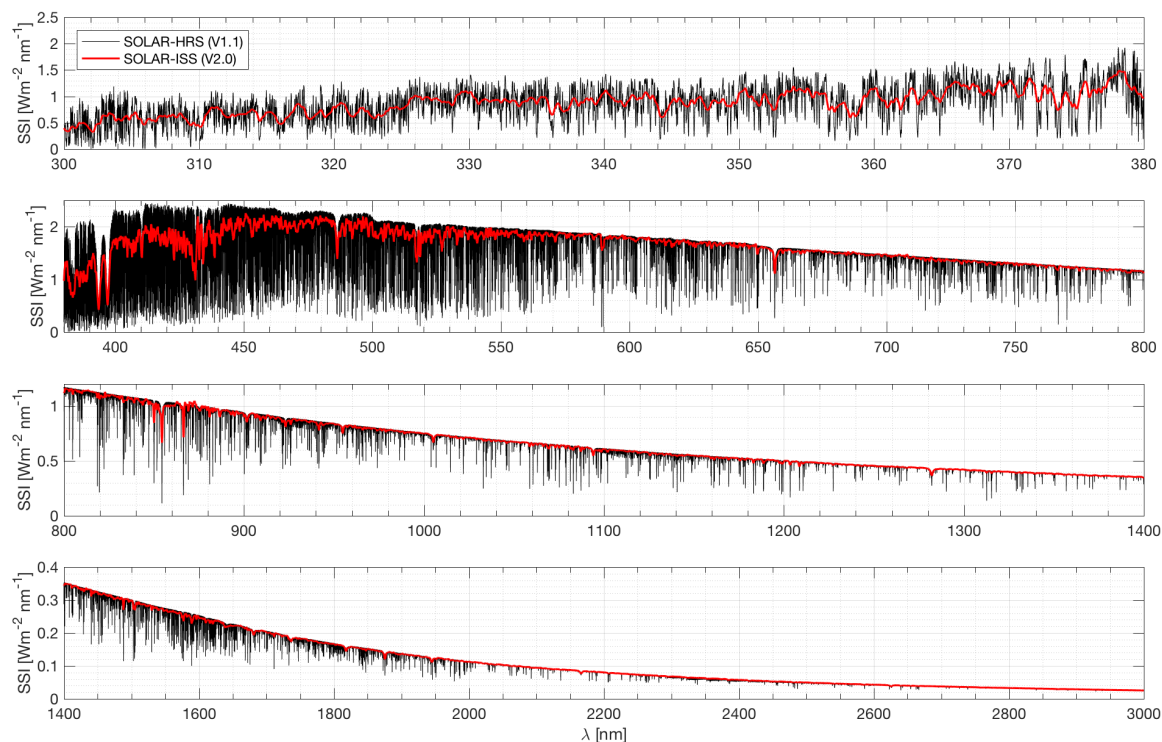 2.5
2
1.5
1
0.5
0
SSI [Wm⁻² nm⁻¹]
SOLAR-HRS (V1.1)
SOLAR-ISS (V2.0)
300 310 320 330 340 350 360 370 380
2
1
0
SSI [Wm⁻² nm⁻¹]
400 450 500 550 600 650 700 750 800
1
0.5
0
SSI [Wm⁻² nm⁻¹]
800 900 1000 1100 1200 1300 1400
0.4
0.3
0.2
0.1
0
SSI [Wm⁻² nm⁻¹]
1400 1600 1800 2000 2200 2400 2600 2800 3000
λ [nm]